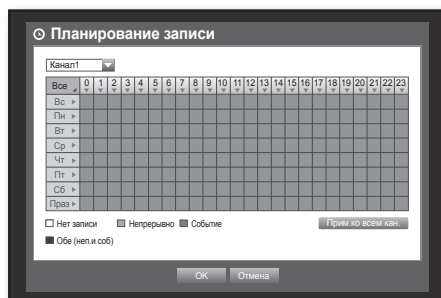 Планирование записи
Канал1
Все 0 1 2 3 4 5 6 7 8 9 10 11 12 13 14 15 16 17 18 19 20 21 22 23
Вс
Пн
Вт
Ср
Чт
Пт
Сб
Праз
Нет записи Непрерывно Событие Прим.ко всем кан.
Обе (неп.и соб)
OK Отмена